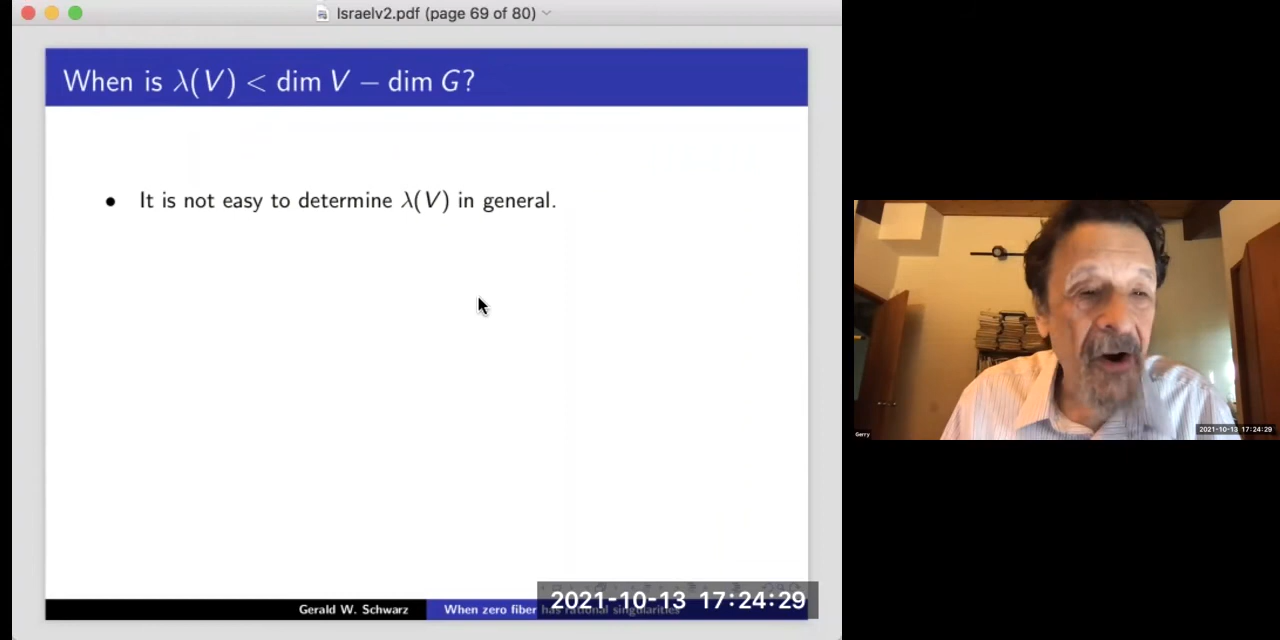 Israelv2.pdf (page 69 of 80)
When is λ(V) < dim V − dim G?
• It is not easy to determine λ(V) in general.
Gerald W. Schwarz
When zero fiber has rational singularities
2021-10-13 17:24:29
Gerry
2021-10-13 17:24:29